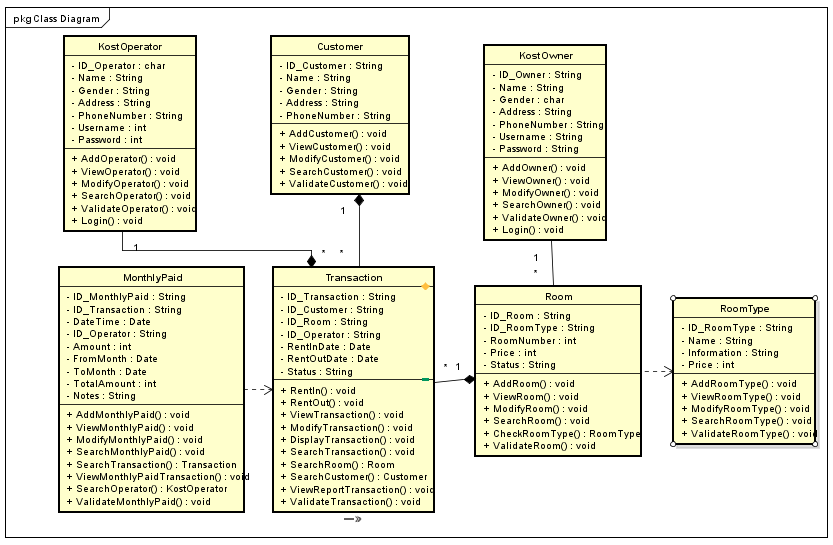 pkg Class Diagram
KostOperator
- ID_Operator : char
- Name : String
- Gender : String
- Address : String
- PhoneNumber : String
- Username : int
- Password : int
+ AddOperator() : void
+ ViewOperator() : void
+ ModifyOperator() : void
+ SearchOperator() : void
+ ValidateOperator() : void
+ Login() : void
Customer
- ID_Customer : String
- Name : String
- Gender : String
- Address : String
- PhoneNumber : String
+ AddCustomer() : void
+ ViewCustomer() : void
+ ModifyCustomer() : void
+ SearchCustomer() : void
+ ValidateCustomer() : void
KostOwner
- ID_Owner : String
- Name : String
- Gender : char
- Address : String
- PhoneNumber : String
- Username : String
- Password : String
+ AddOwner() : void
+ ViewOwner() : void
+ ModifyOwner() : void
+ SearchOwner() : void
+ ValidateOwner() : void
+ Login() : void
1
1
* *
1
*
MonthlyPaid
- ID_MonthlyPaid : String
- ID_Transaction : String
- DateTime : Date
- ID_Operator : String
- Amount : int
- FromMonth : Date
- ToMonth : Date
- TotalAmount : int
- Notes : String
+ AddMonthlyPaid() : void
+ ViewMonthlyPaid() : void
+ ModifyMonthlyPaid() : void
+ SearchMonthlyPaid() : void
+ SearchTransaction() : Transaction
+ ViewMonthlyPaidTransaction() : void
+ SearchOperator() : KostOperator
+ ValidateMonthlyPaid() : void
Transaction
- ID_Transaction : String
- ID_Customer : String
- ID_Room : String
- ID_Operator : String
- RentInDate : Date
- RentOutDate : Date
- Status : String
+ RentIn() : void
+ RentOut() : void
+ ViewTransaction() : void
+ ModifyTransaction() : void
+ DisplayTransaction() : void
+ SearchTransaction() : void
+ SearchRoom() : Room
+ SearchCustomer() : Customer
+ ViewReportTransaction() : void
+ ValidateTransaction() : void
* 1
Room
- ID_Room : String
- ID_RoomType : String
- RoomNumber : int
- Price : int
- Status : String
+ AddRoom() : void
+ ViewRoom() : void
+ ModifyRoom() : void
+ SearchRoom() : void
+ CheckRoomType() : RoomType
+ ValidateRoom() : void
RoomType
- ID_RoomType : String
- Name : String
- Information : String
- Price : int
+ AddRoomType() : void
+ ViewRoomType() : void
+ ModifyRoomType() : void
+ SearchRoomType() : void
+ ValidateRoomType() : void